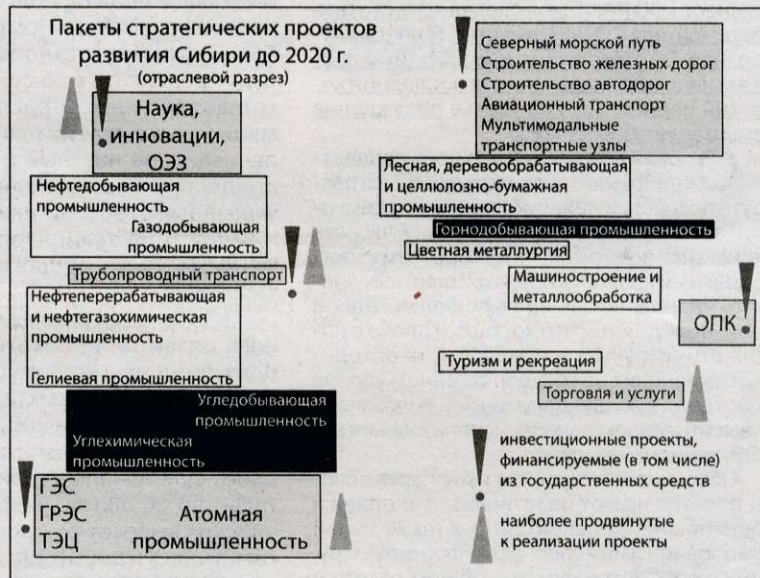 Пакеты стратегических проектов
развития Сибири до 2020 г.
(отраслевой разрез)
Наука,
инновации,
ОЭЗ
Нефтедобывающая
промышленность
Газодобывающая
промышленность
Трубопроводный транспорт
Нефтеперерабатывающая
и нефтегазохимическая
промышленность
Гелиевая промышленность
Угледобывающая
промышленность
Углехимическая
промышленность
ГЭС
ГРЭС
ТЭЦ
Атомная
промышленность
Северный морской путь
Строительство железных дорог
Строительство автодорог
Авиационный транспорт
Мультимодальные
транспортные узлы
Лесная, деревообрабатывающая
и целлюлозно-бумажная
промышленность
Горнодобывающая промышленность
Цветная металлургия
Машиностроение и
металлообработка
ОПК
Туризм и рекреация
Торговля и услуги
инвестиционные проекты,
финансируемые (в том числе)
из государственных средств
наиболее продвинутые
к реализации проекты